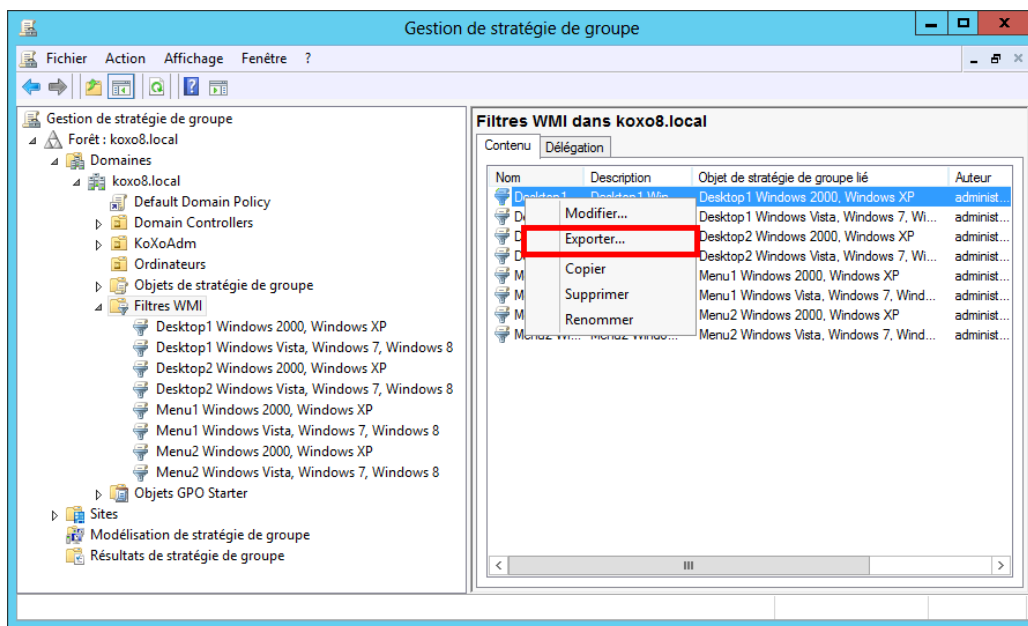 Gestion de stratégie de groupe
Fichier Action Affichage Fenêtre ?
Gestion de stratégie de groupe
Forêt : koxo8.local
Domaines
koxo8.local
Default Domain Policy
Domain Controllers
KoXoAdm
Ordinateurs
Objets de stratégie de groupe
Filtres WMI
Desktop1 Windows 2000, Windows XP
Desktop1 Windows Vista, Windows 7, Windows 8
Desktop2 Windows 2000, Windows XP
Desktop2 Windows Vista, Windows 7, Windows 8
Menu1 Windows 2000, Windows XP
Menu1 Windows Vista, Windows 7, Windows 8
Menu2 Windows 2000, Windows XP
Menu2 Windows Vista, Windows 7, Windows 8
Objets GPO Starter
Sites
Modélisation de stratégie de groupe
Résultats de stratégie de groupe
Filtres WMI dans koxo8.local
Contenu Délégation
Nom Description Objet de stratégie de groupe lié Auteur
Desktop1 Desktop1 Win... Desktop1 Windows 2000, Windows XP administ...
Desktop1 Windows Vista, Windows 7, Wi... administ...
Desktop2 Windows 2000, Windows XP administ...
Desktop2 Windows Vista, Windows 7, Wi... administ...
Menu1 Windows 2000, Windows XP administ...
Menu1 Windows Vista, Windows 7, Wind... administ...
Menu2 Windows 2000, Windows XP administ...
Menu2 Wi... Menu2 Windo... Menu2 Windows Vista, Windows 7, Wind... administ...
Modifier...
Exporter...
Copier
Supprimer
Renommer